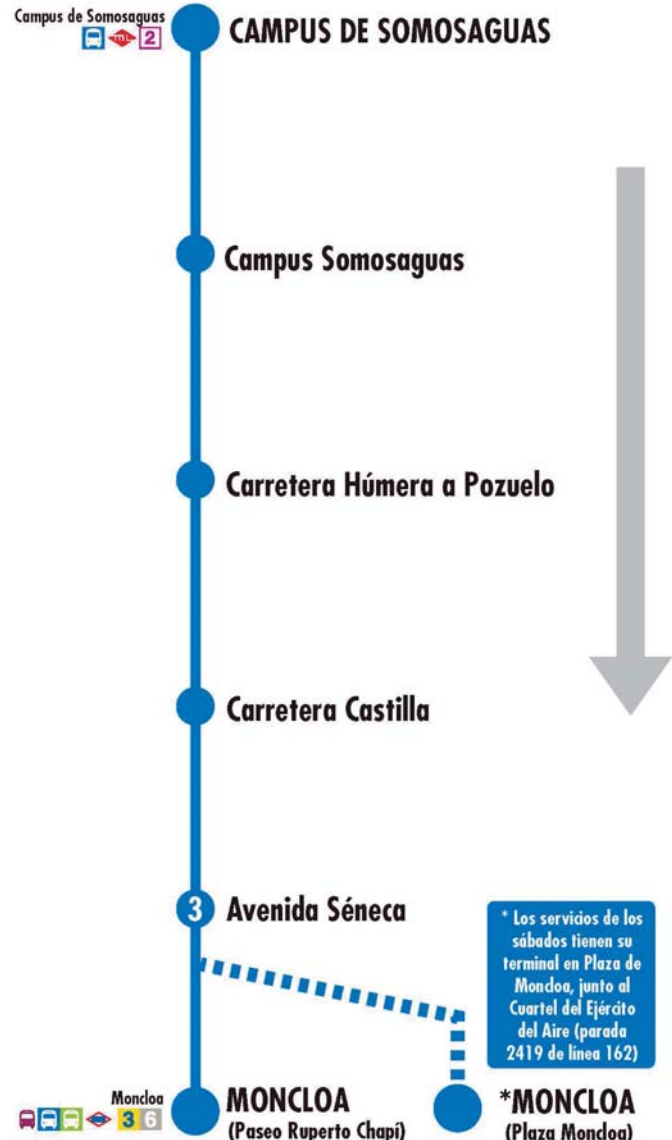 Campus de Somosaguas
ML 2
CAMPUS DE SOMOSAGUAS
Campus Somosaguas
Carretera Húmera a Pozuelo
Carretera Castilla
3 Avenida Séneca
* Los servicios de los
sábados tienen su
terminal en Plaza de
Moncloa, junto al
Cuartel del Ejército
del Aire (parada
2419 de línea 162)
Moncloa
3 6
MONCLOA
(Paseo Ruperto Chapí)
*MONCLOA
(Plaza Moncloa)